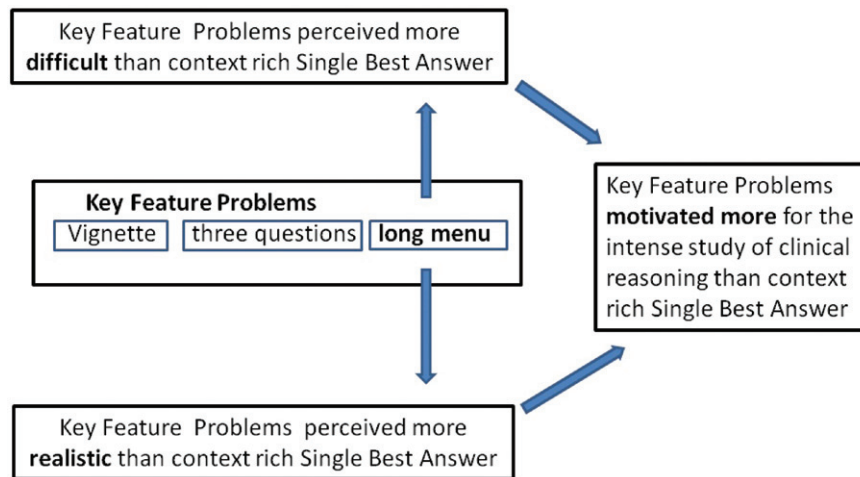 Key Feature Problems perceived more
difficult than context rich Single Best Answer
Key Feature Problems
Vignette three questions long menu
Key Feature Problems
motivated more for the
intense study of clinical
reasoning than context
rich Single Best Answer
Key Feature Problems perceived more
realistic than context rich Single Best Answer